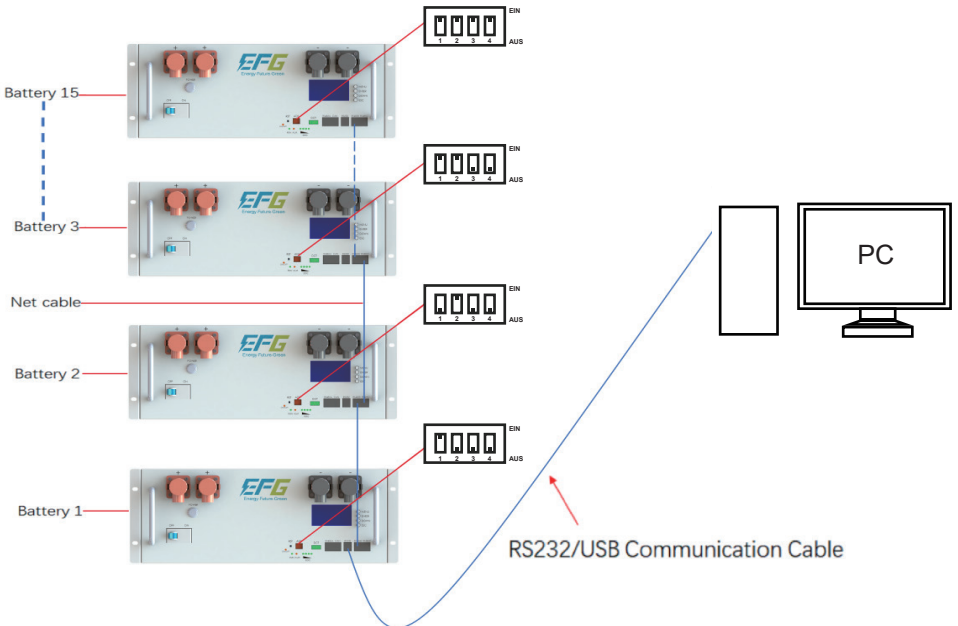 EIN
1 2 3 4
AUS
+ + - -
EFG
Energy Future Green
Battery 15
EIN
1 2 3 4
AUS
+ + - -
EFG
Energy Future Green
Battery 3
PC
Net cable
EIN
1 2 3 4
AUS
+ + - -
EFG
Energy Future Green
Battery 2
EIN
1 2 3 4
AUS
+ + - -
EFG
Energy Future Green
Battery 1
RS232/USB Communication Cable